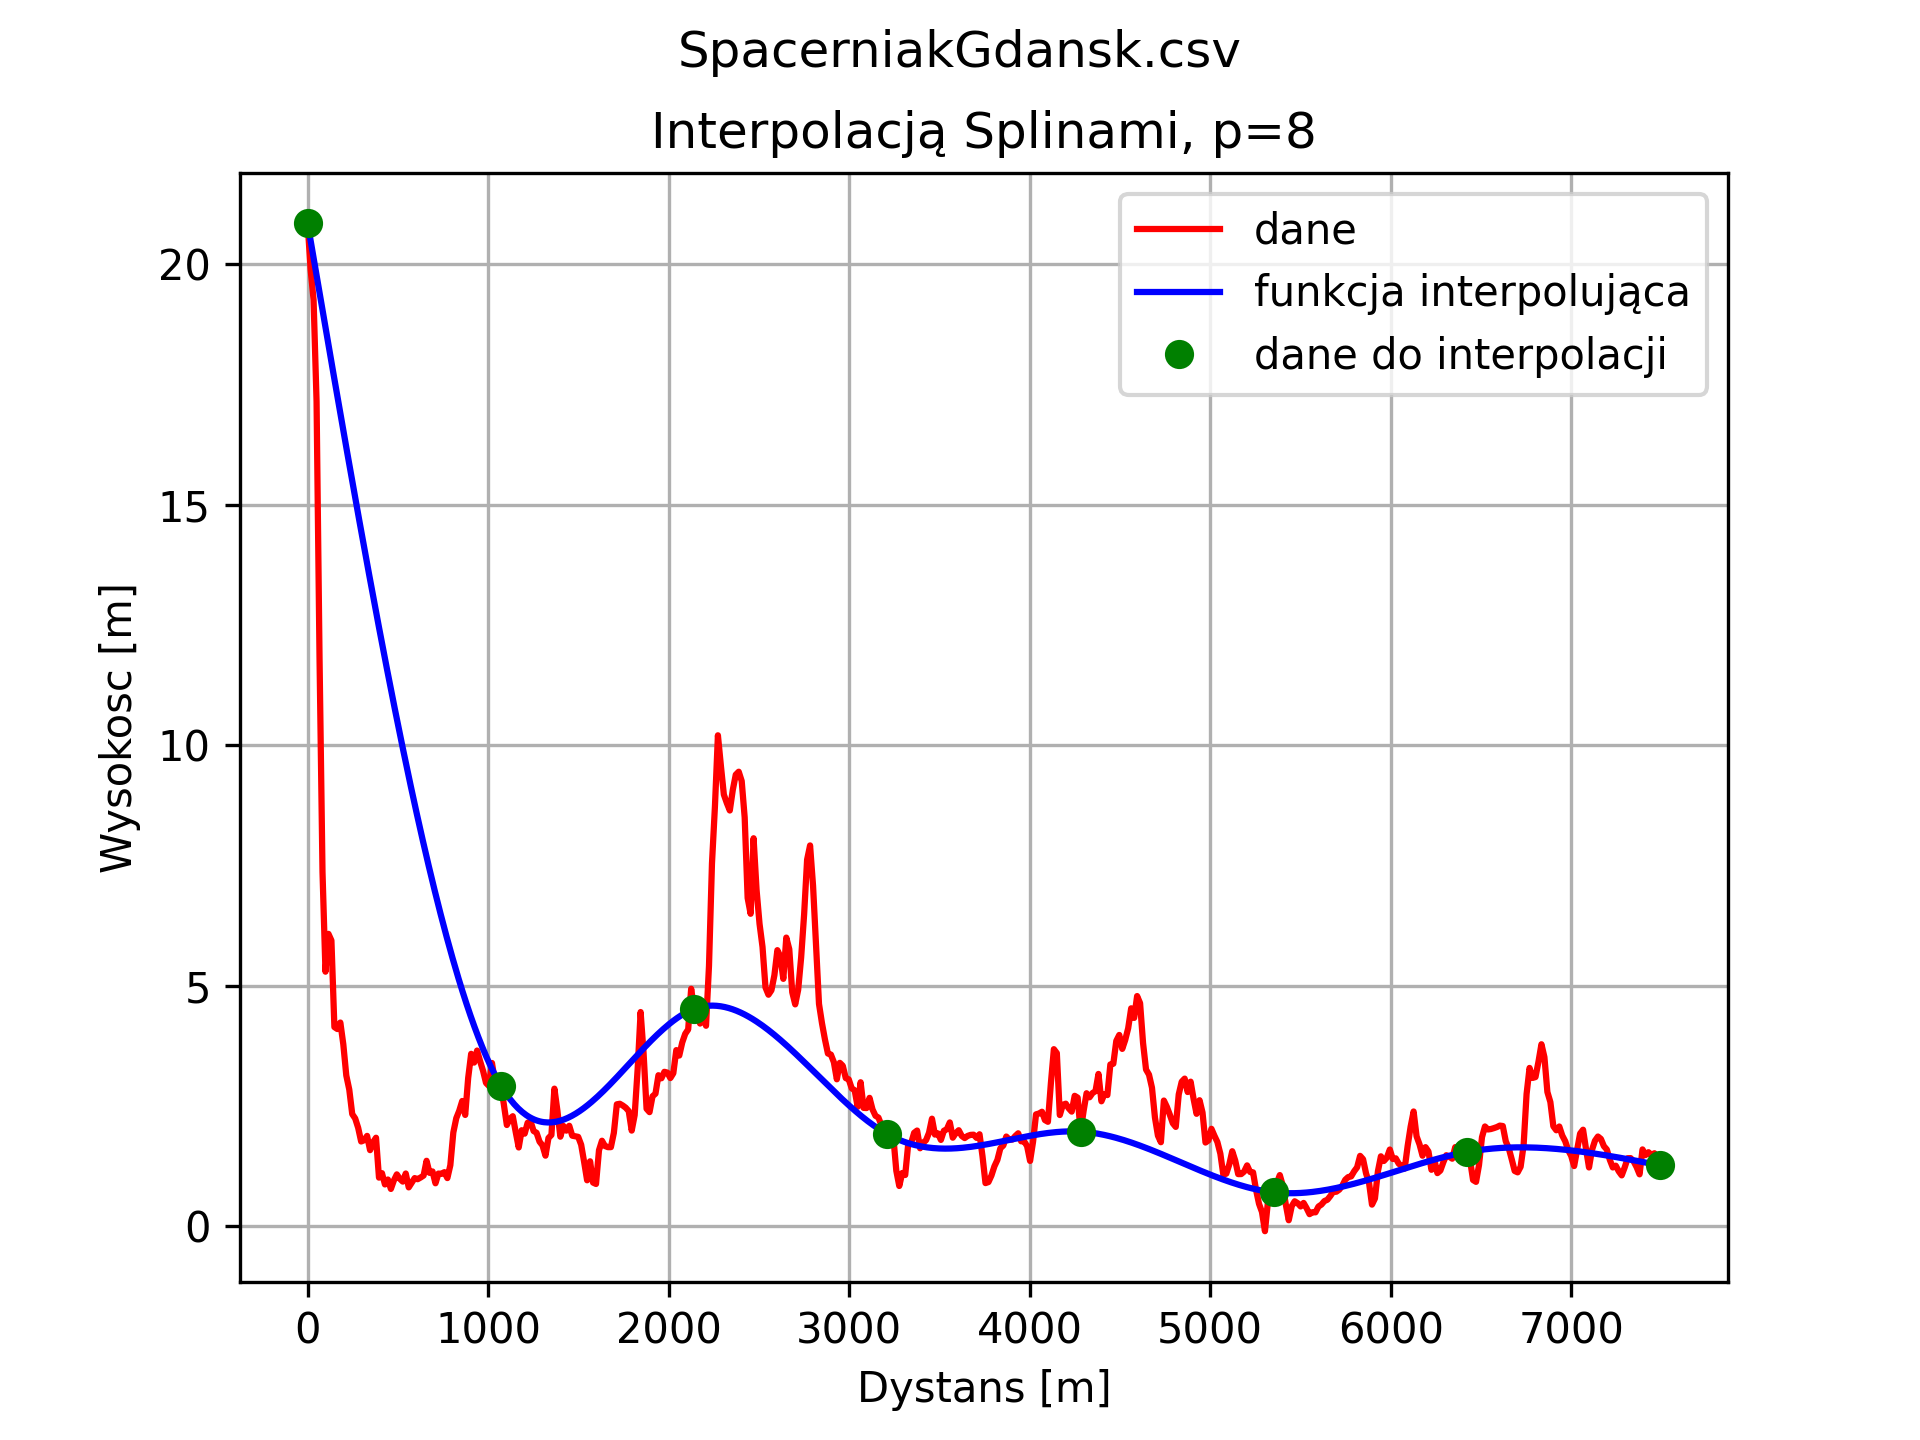 SpacerniakGdansk.csv
Interpolacją Splinami, p=8
dane
funkcja interpolująca
dane do interpolacji
20
15
10
5
0
Wysokosc [m]
0 1000 2000 3000 4000 5000 6000 7000
Dystans [m]